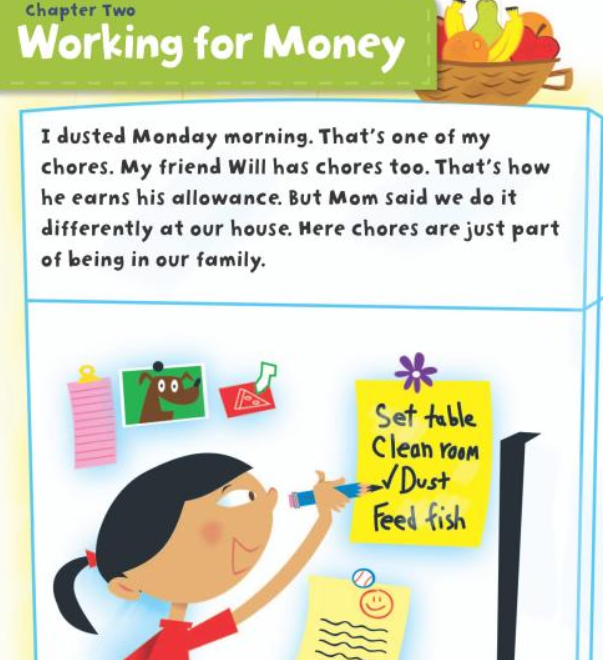 Chapter Two
Working for Money
I dusted Monday morning. That's one of my
chores. My friend Will has chores too. That's how
he earns his allowance. But Mom said we do it
differently at our house. Here chores are just part
of being in our family.
Set table
Clean room
✓Dust
Feed fish